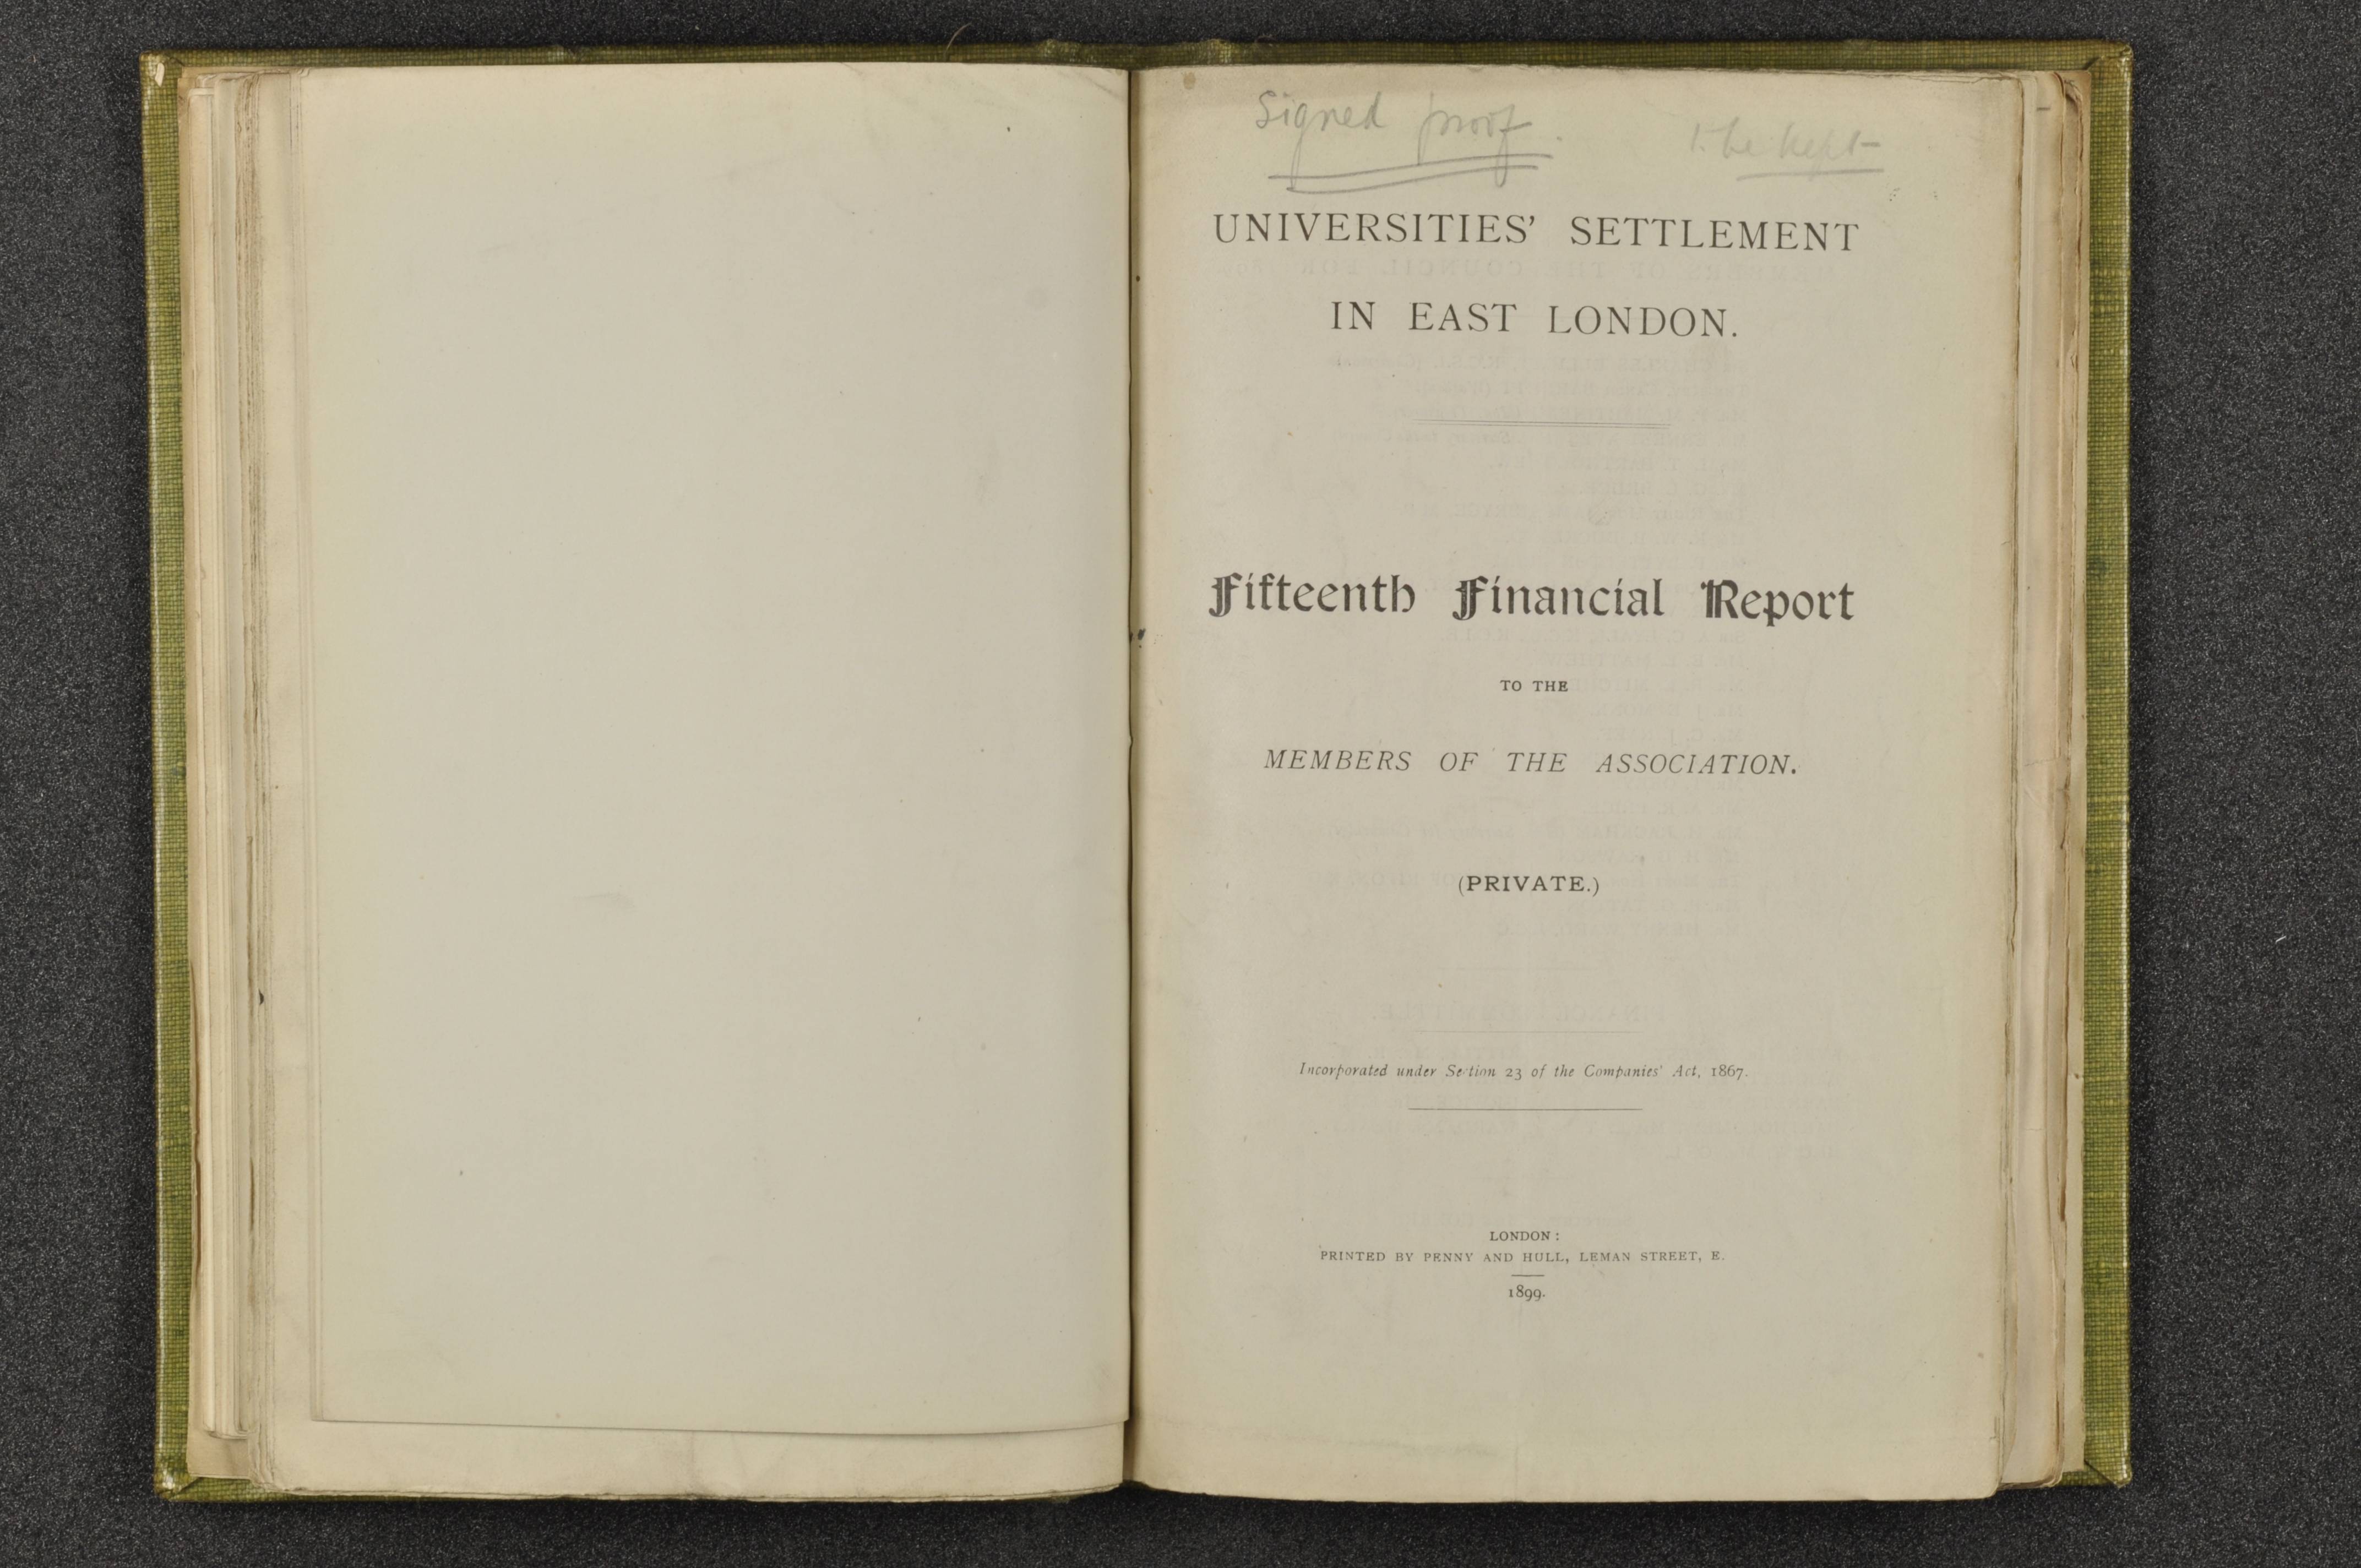 Signed proof. to be kept
UNIVERSITIES' SETTLEMENT
IN EAST LONDON.
Fifteenth Financial Report
TO THE
MEMBERS OF THE ASSOCIATION.
(PRIVATE.)
Incorporated under Section 23 of the Companies' Act, 1867.
LONDON:
PRINTED BY PENNY AND HULL, LEMAN STREET, E.
1899.